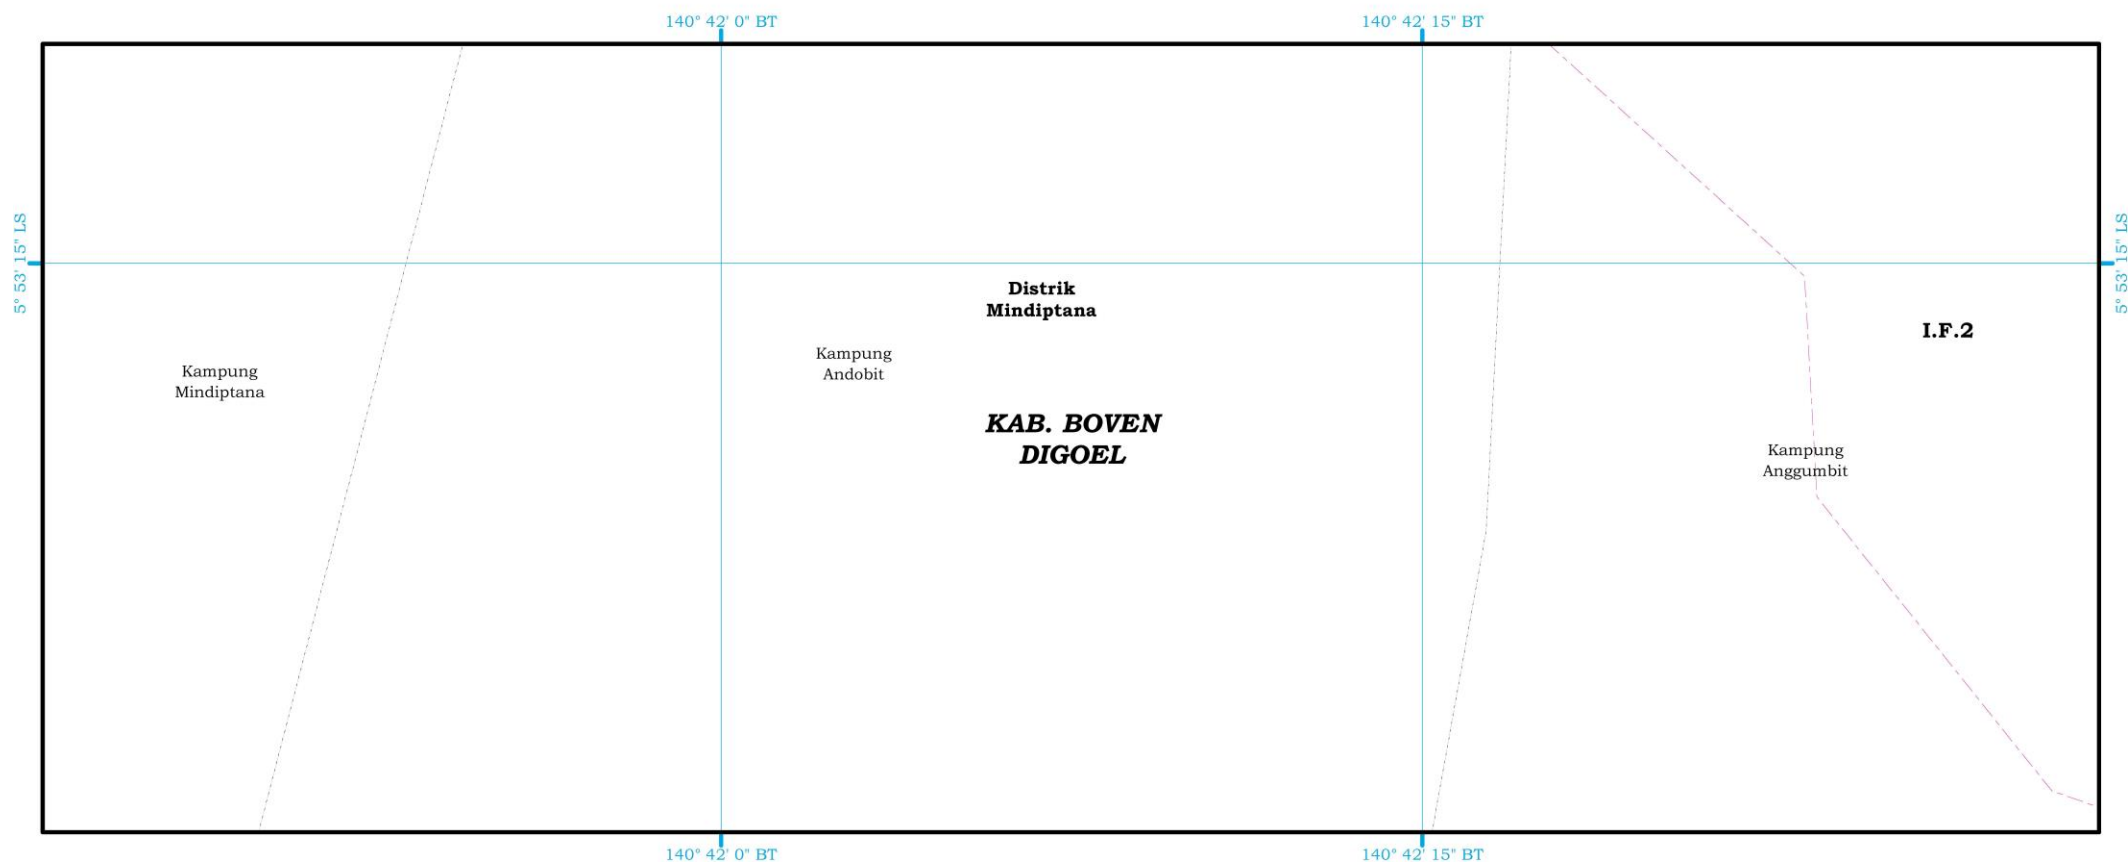 140° 42' 0" BT
140° 42' 15" BT
5° 53' 15" LS
5° 53' 15" LS
Distrik
Mindiptana
I.F.2
Kampung
Andobit
Kampung
Mindiptana
KAB. BOVEN
DIGOEL
Kampung
Anggumbit
140° 42' 0" BT
140° 42' 15" BT